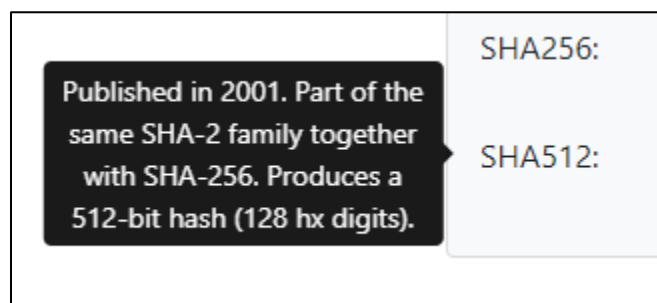 SHA256:
Published in 2001. Part of the
same SHA-2 family together
with SHA-256. Produces a
512-bit hash (128 hx digits).
SHA512: